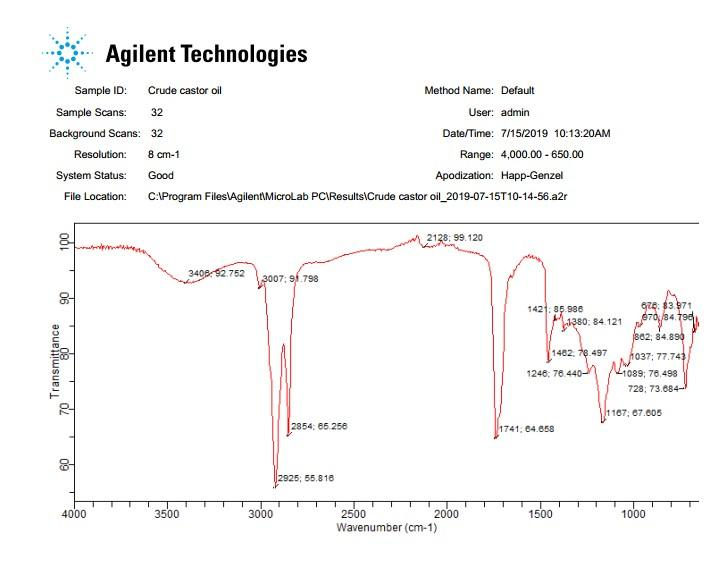 Agilent Technologies
Sample ID: Crude castor oil Method Name: Default
Sample Scans: 32 User: admin
Background Scans: 32 Date/Time: 7/15/2019 10:13:20AM
Resolution: 8 cm-1 Range: 4,000.00 - 650.00
System Status: Good Apodization: Happ-Genzel
File Location: C:\Program Files\Agilent\MicroLab PC\Results\Crude castor oil_2019-07-15T10-14-56.a2r
100
90
80
70
60
Transmittance
2128; 99.120
3406; 92.752
3007; 91.798
1421; 85.986
1380; 84.121
676; 83.971
970; 84.796
862; 84.890
1462; 78.497
1037; 77.743
1246; 76.440
1089; 76.498
728; 73.684
1167; 67.605
2854; 65.256
1741; 64.658
2925; 55.816
4000 3500 3000 2500 2000 1500 1000
Wavenumber (cm-1)